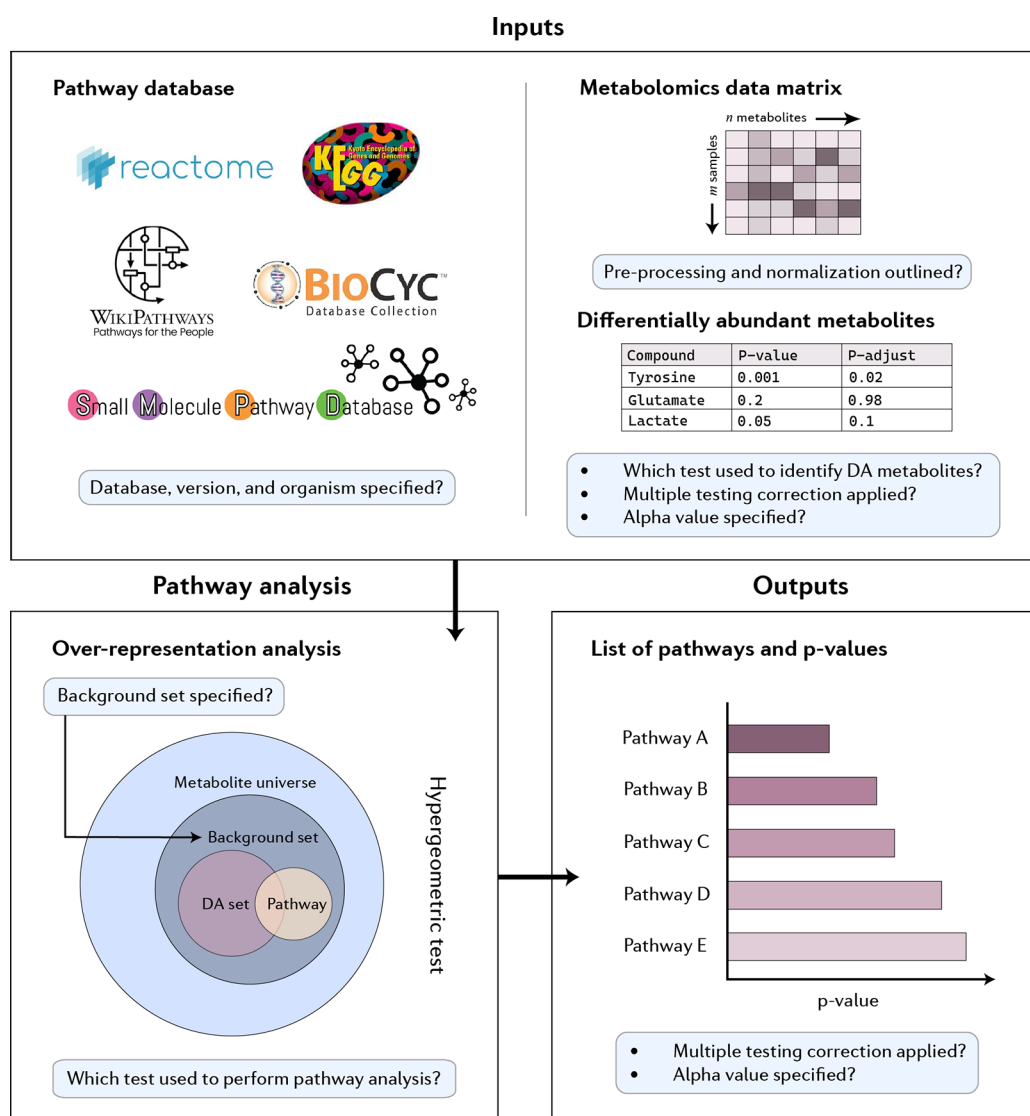 Inputs
Pathway database
reactome
KEGG
Kyoto Encyclopedia of
Genes and Genomes
WIKIPATHWAYS
Pathways for the People
BIOCYC™
Database Collection
Small Molecule Pathway Database
Database, version, and organism specified?
Metabolomics data matrix
n metabolites
m samples
Pre-processing and normalization outlined?
Differentially abundant metabolites
Compound P-value P-adjust
Tyrosine 0.001 0.02
Glutamate 0.2 0.98
Lactate 0.05 0.1
• Which test used to identify DA metabolites?
• Multiple testing correction applied?
• Alpha value specified?
Pathway analysis
Over-representation analysis
Background set specified?
Metabolite universe
Background set
DA set
Pathway
Hypergeometric test
Which test used to perform pathway analysis?
Outputs
List of pathways and p-values
Pathway A
Pathway B
Pathway C
Pathway D
Pathway E
p-value
• Multiple testing correction applied?
• Alpha value specified?